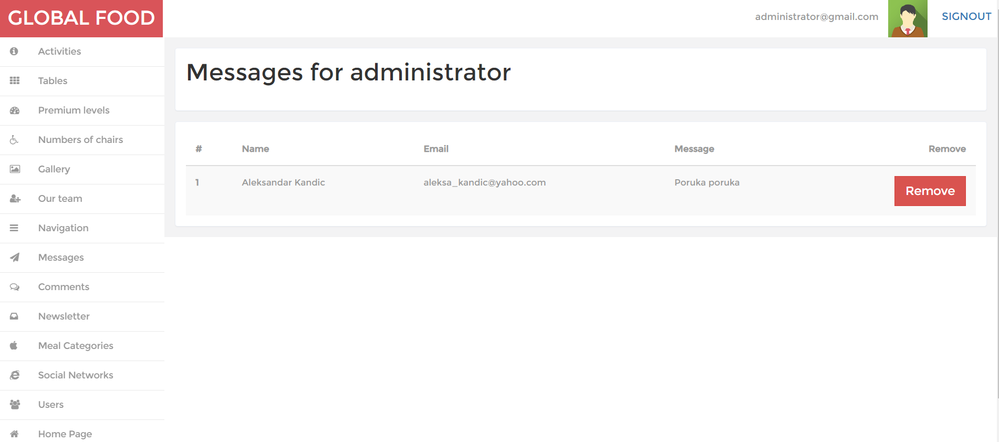 GLOBAL FOOD
administrator@gmail.com
SIGNOUT
Activities
Tables
Premium levels
Numbers of chairs
Gallery
Our team
Navigation
Messages
Comments
Newsletter
Meal Categories
Social Networks
Users
Home Page
Messages for administrator
# Name Email Message Remove
1 Aleksandar Kandic aleksa_kandic@yahoo.com Poruka poruka Remove